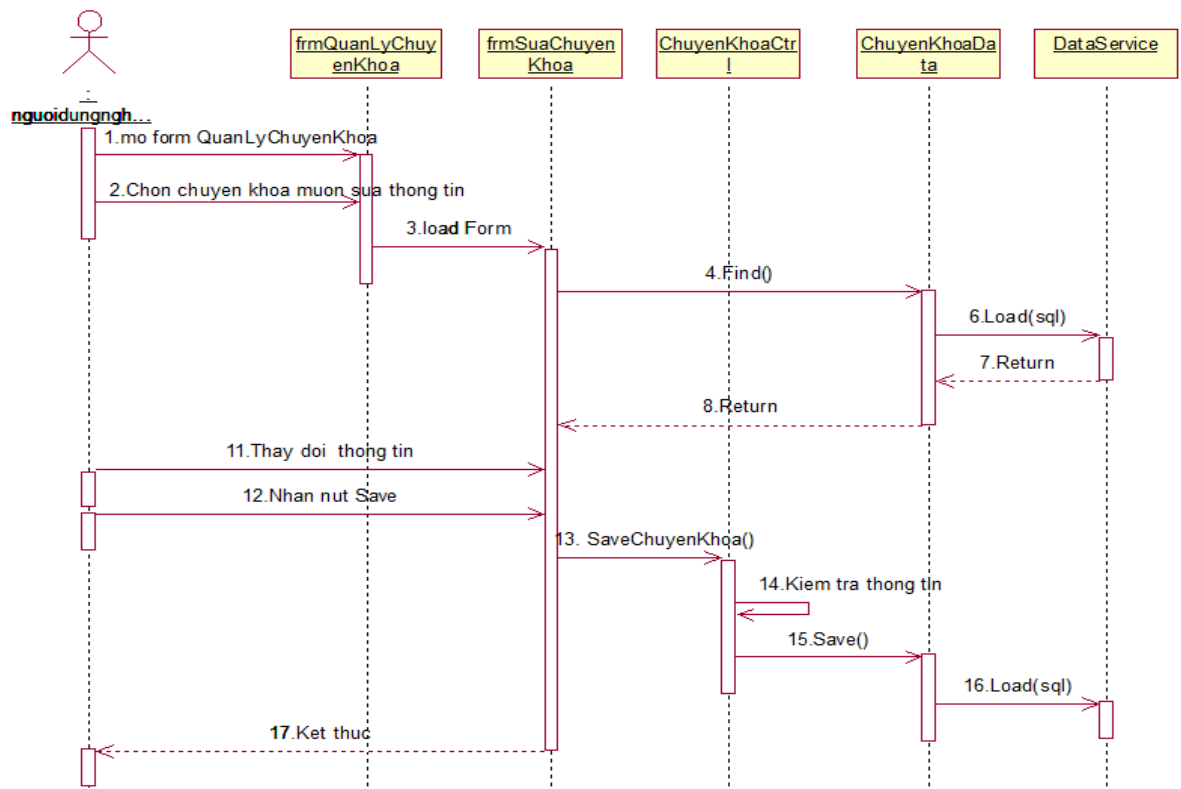 frmQuanLyChuy
enKhoa
frmSuaChuyen
Khoa
ChuyenKhoaCtr
l
ChuyenKhoaDa
ta
DataService
:
nguoidungngh...
1.mo form QuanLyChuyenKhoa
2.Chon chuyen khoa muon sua thong tin
3.load Form
4.Find()
6.Load(sql)
7.Return
8.Return
11.Thay doi thong tin
12.Nhan nut Save
13. SaveChuyenKhoa()
14.Kiem tra thong tin
15.Save()
16.Load(sql)
17.Ket thuc